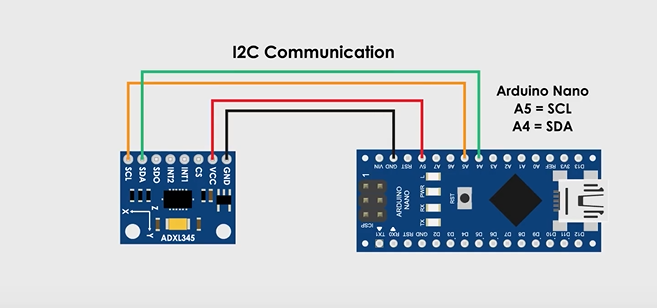 I2C Communication
Arduino Nano
A5 = SCL
A4 = SDA
SCL SDA SDO INT2 INT1 CS VCC GND
X Z Y
ADXL345
VIN GND RST 5V A7 A6 A5 A4 A3 A2 A1 A0 REF 3V3 D13
1
ICSP
ARDUINO
NANO
L
PWR
RX
TX
RST
TX1 RX0 RST GND D2 D3 D4 D5 D6 D7 D8 D9 D10 D11 D12